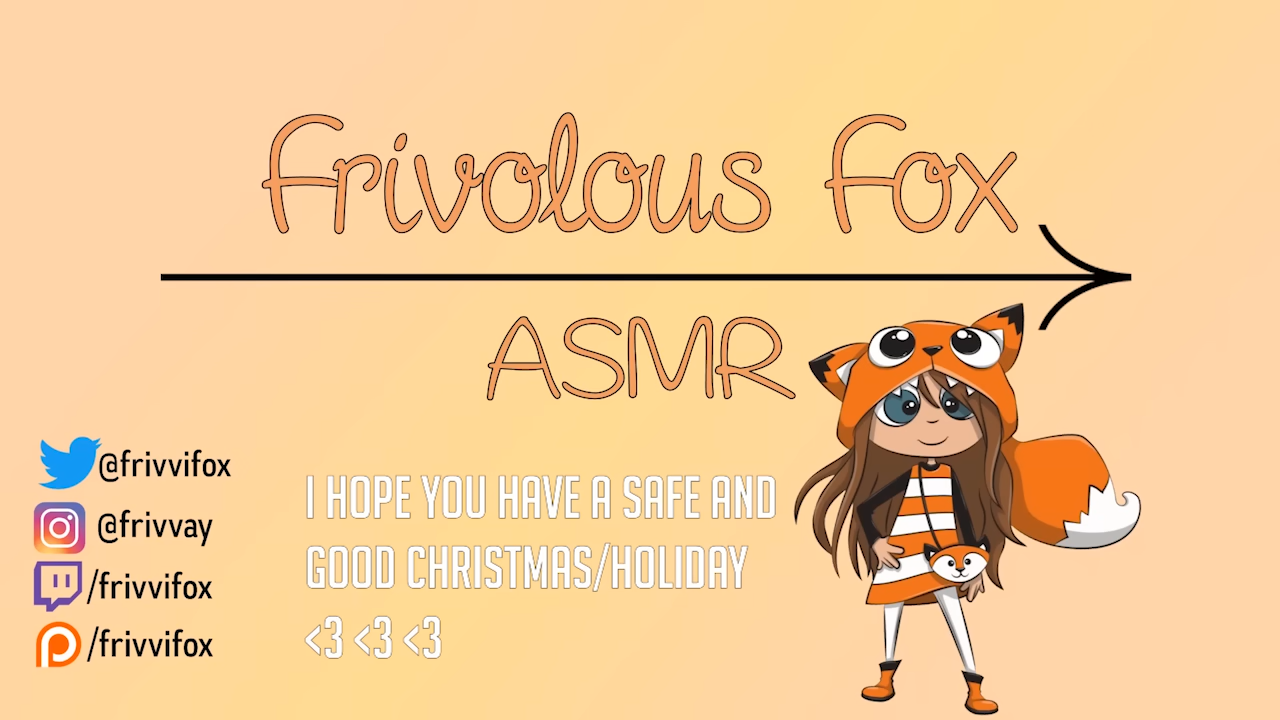 Frivolous Fox
ASMR
@frivvifox
@frivvay
/frivvifox
/frivvifox
I HOPE YOU HAVE A SAFE AND
GOOD CHRISTMAS/HOLIDAY
<3 <3 <3